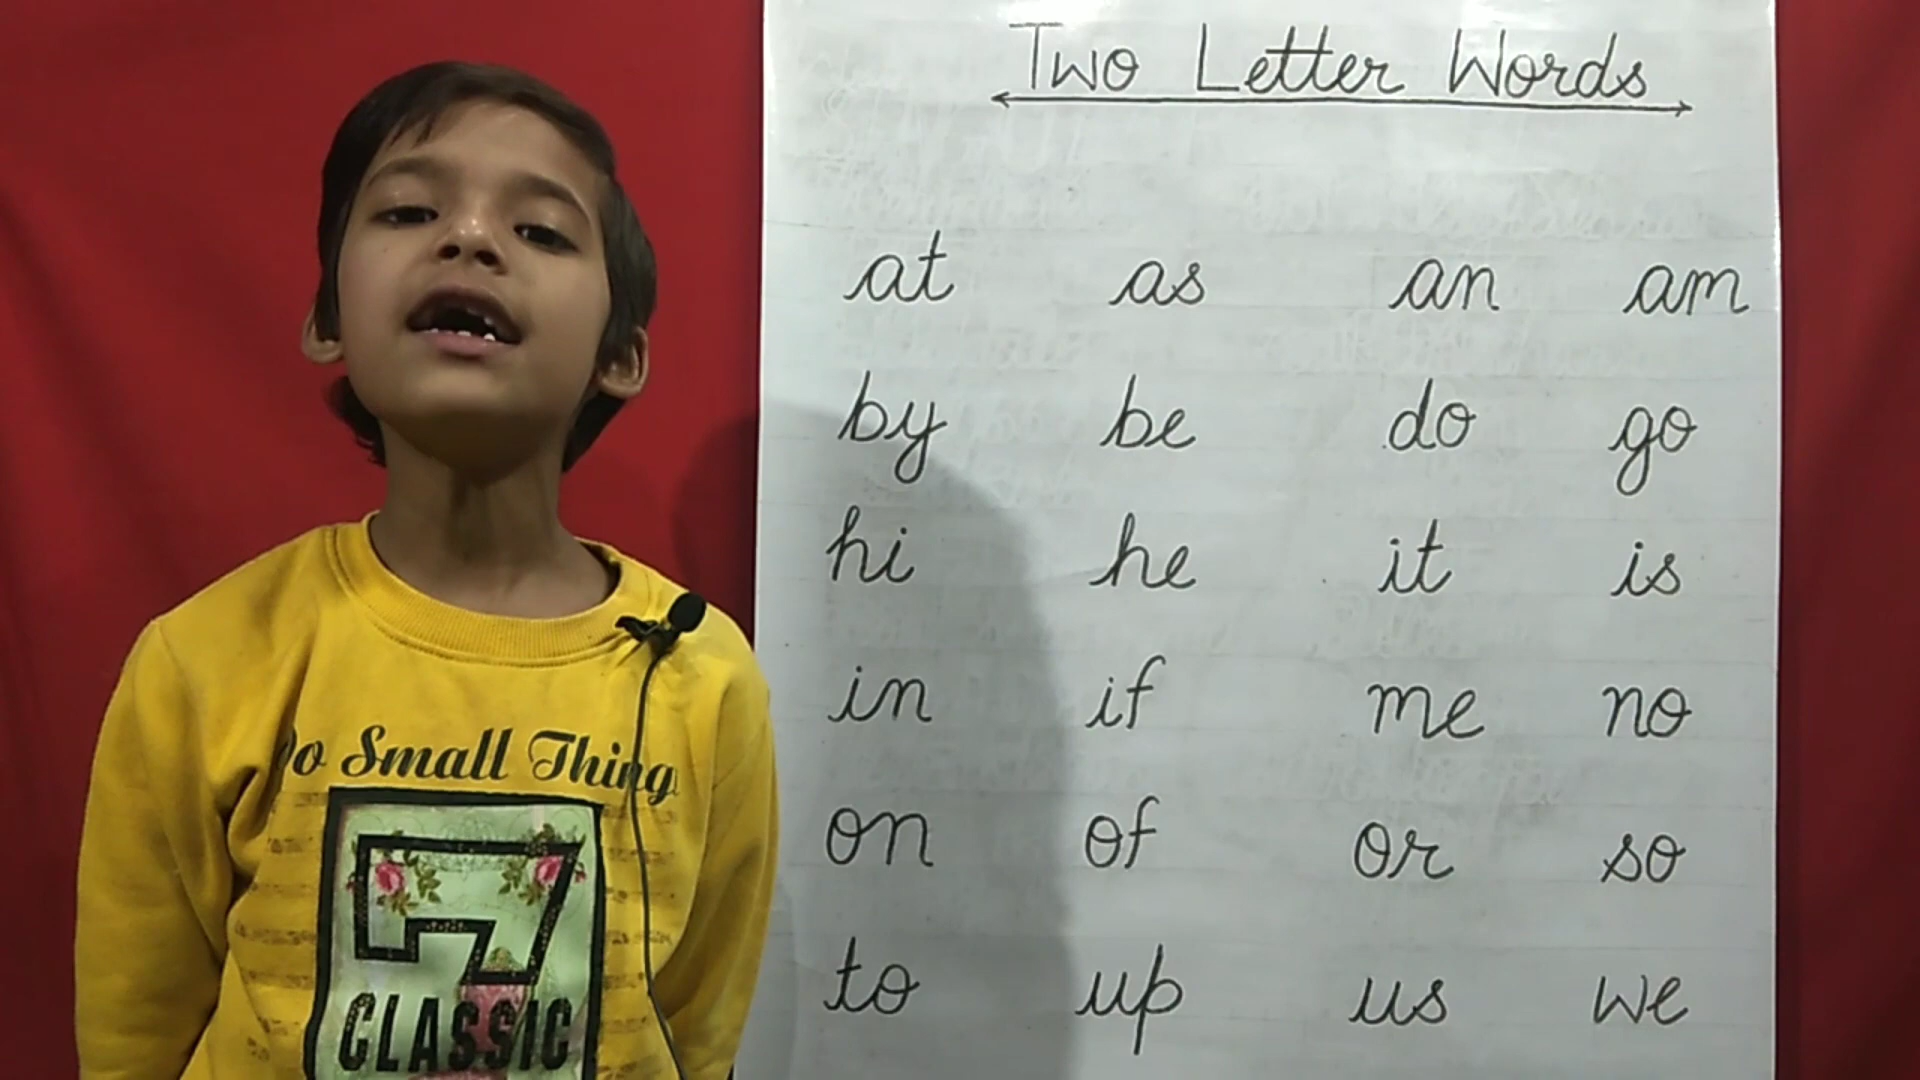 Two Letter Words
at as an am
by be do go
hi he it is
in if me no
on of or so
to up us we
Small Thing
7
CLASSIC